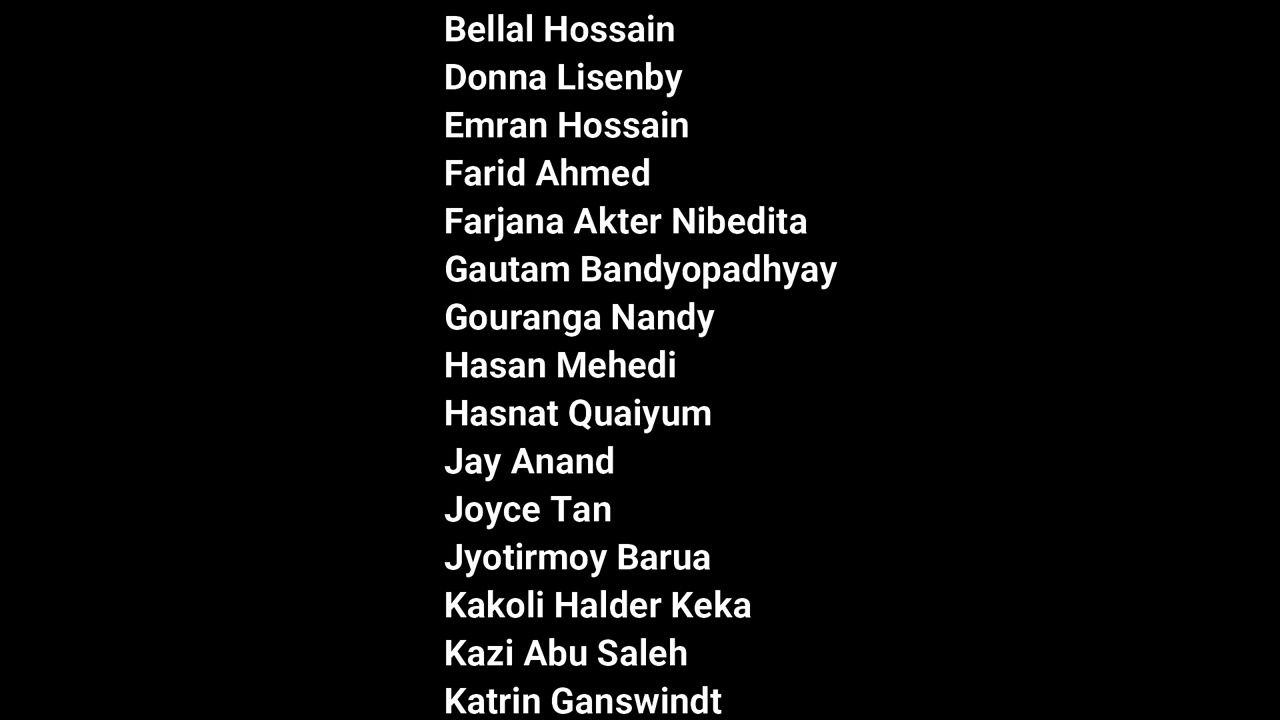 Bellal Hossain
Donna Lisenby
Emran Hossain
Farid Ahmed
Farjana Akter Nibedita
Gautam Bandyopadhyay
Gouranga Nandy
Hasan Mehedi
Hasnat Quaiyum
Jay Anand
Joyce Tan
Jyotirmoy Barua
Kakoli Halder Keka
Kazi Abu Saleh
Katrin Ganswindt